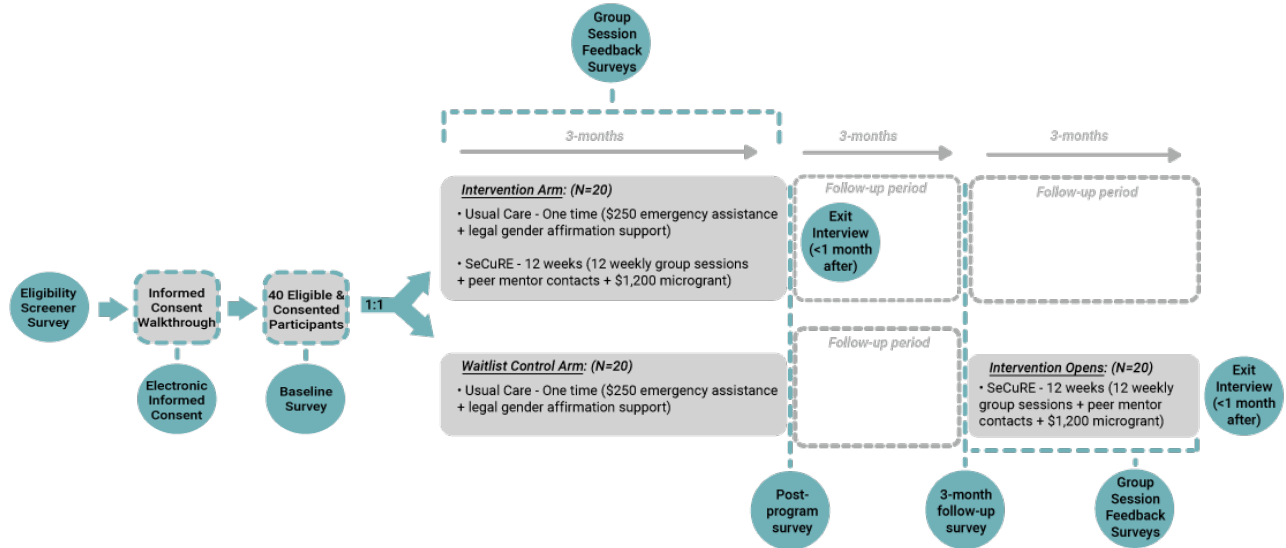 Group
Session
Feedback
Surveys
3-months
3-months
3-months
Intervention Arm: (N=20)
• Usual Care - One time ($250 emergency assistance
+ legal gender affirmation support)
• SeCuRE - 12 weeks (12 weekly group sessions
+ peer mentor contacts + $1,200 microgrant)
Follow-up period
Exit
Interview
(<1 month
after)
Follow-up period
Eligibility
Screener
Survey
Informed
Consent
Walkthrough
40 Eligible &
Consented
Participants
1:1
Electronic
Informed
Consent
Baseline
Survey
Waitlist Control Arm: (N=20)
• Usual Care - One time ($250 emergency assistance
+ legal gender affirmation support)
Follow-up period
Intervention Opens: (N=20)
• SeCuRE - 12 weeks (12 weekly
group sessions + peer mentor
contacts + $1,200 microgrant)
Exit
Interview
(<1 month
after)
Post-
program
survey
3-month
follow-up
survey
Group
Session
Feedback
Surveys